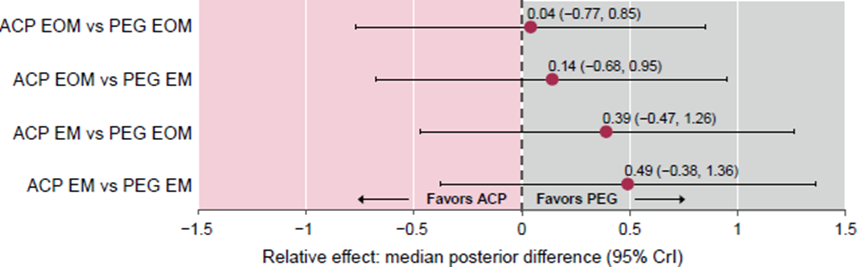 0.04 (−0.77, 0.85)
ACP EOM vs PEG EOM
0.14 (−0.68, 0.95)
ACP EOM vs PEG EM
0.39 (−0.47, 1.26)
ACP EM vs PEG EOM
0.49 (−0.38, 1.36)
ACP EM vs PEG EM
Favors ACP Favors PEG
−1.5 −1 −0.5 0 0.5 1 1.5
Relative effect: median posterior difference (95% CrI)